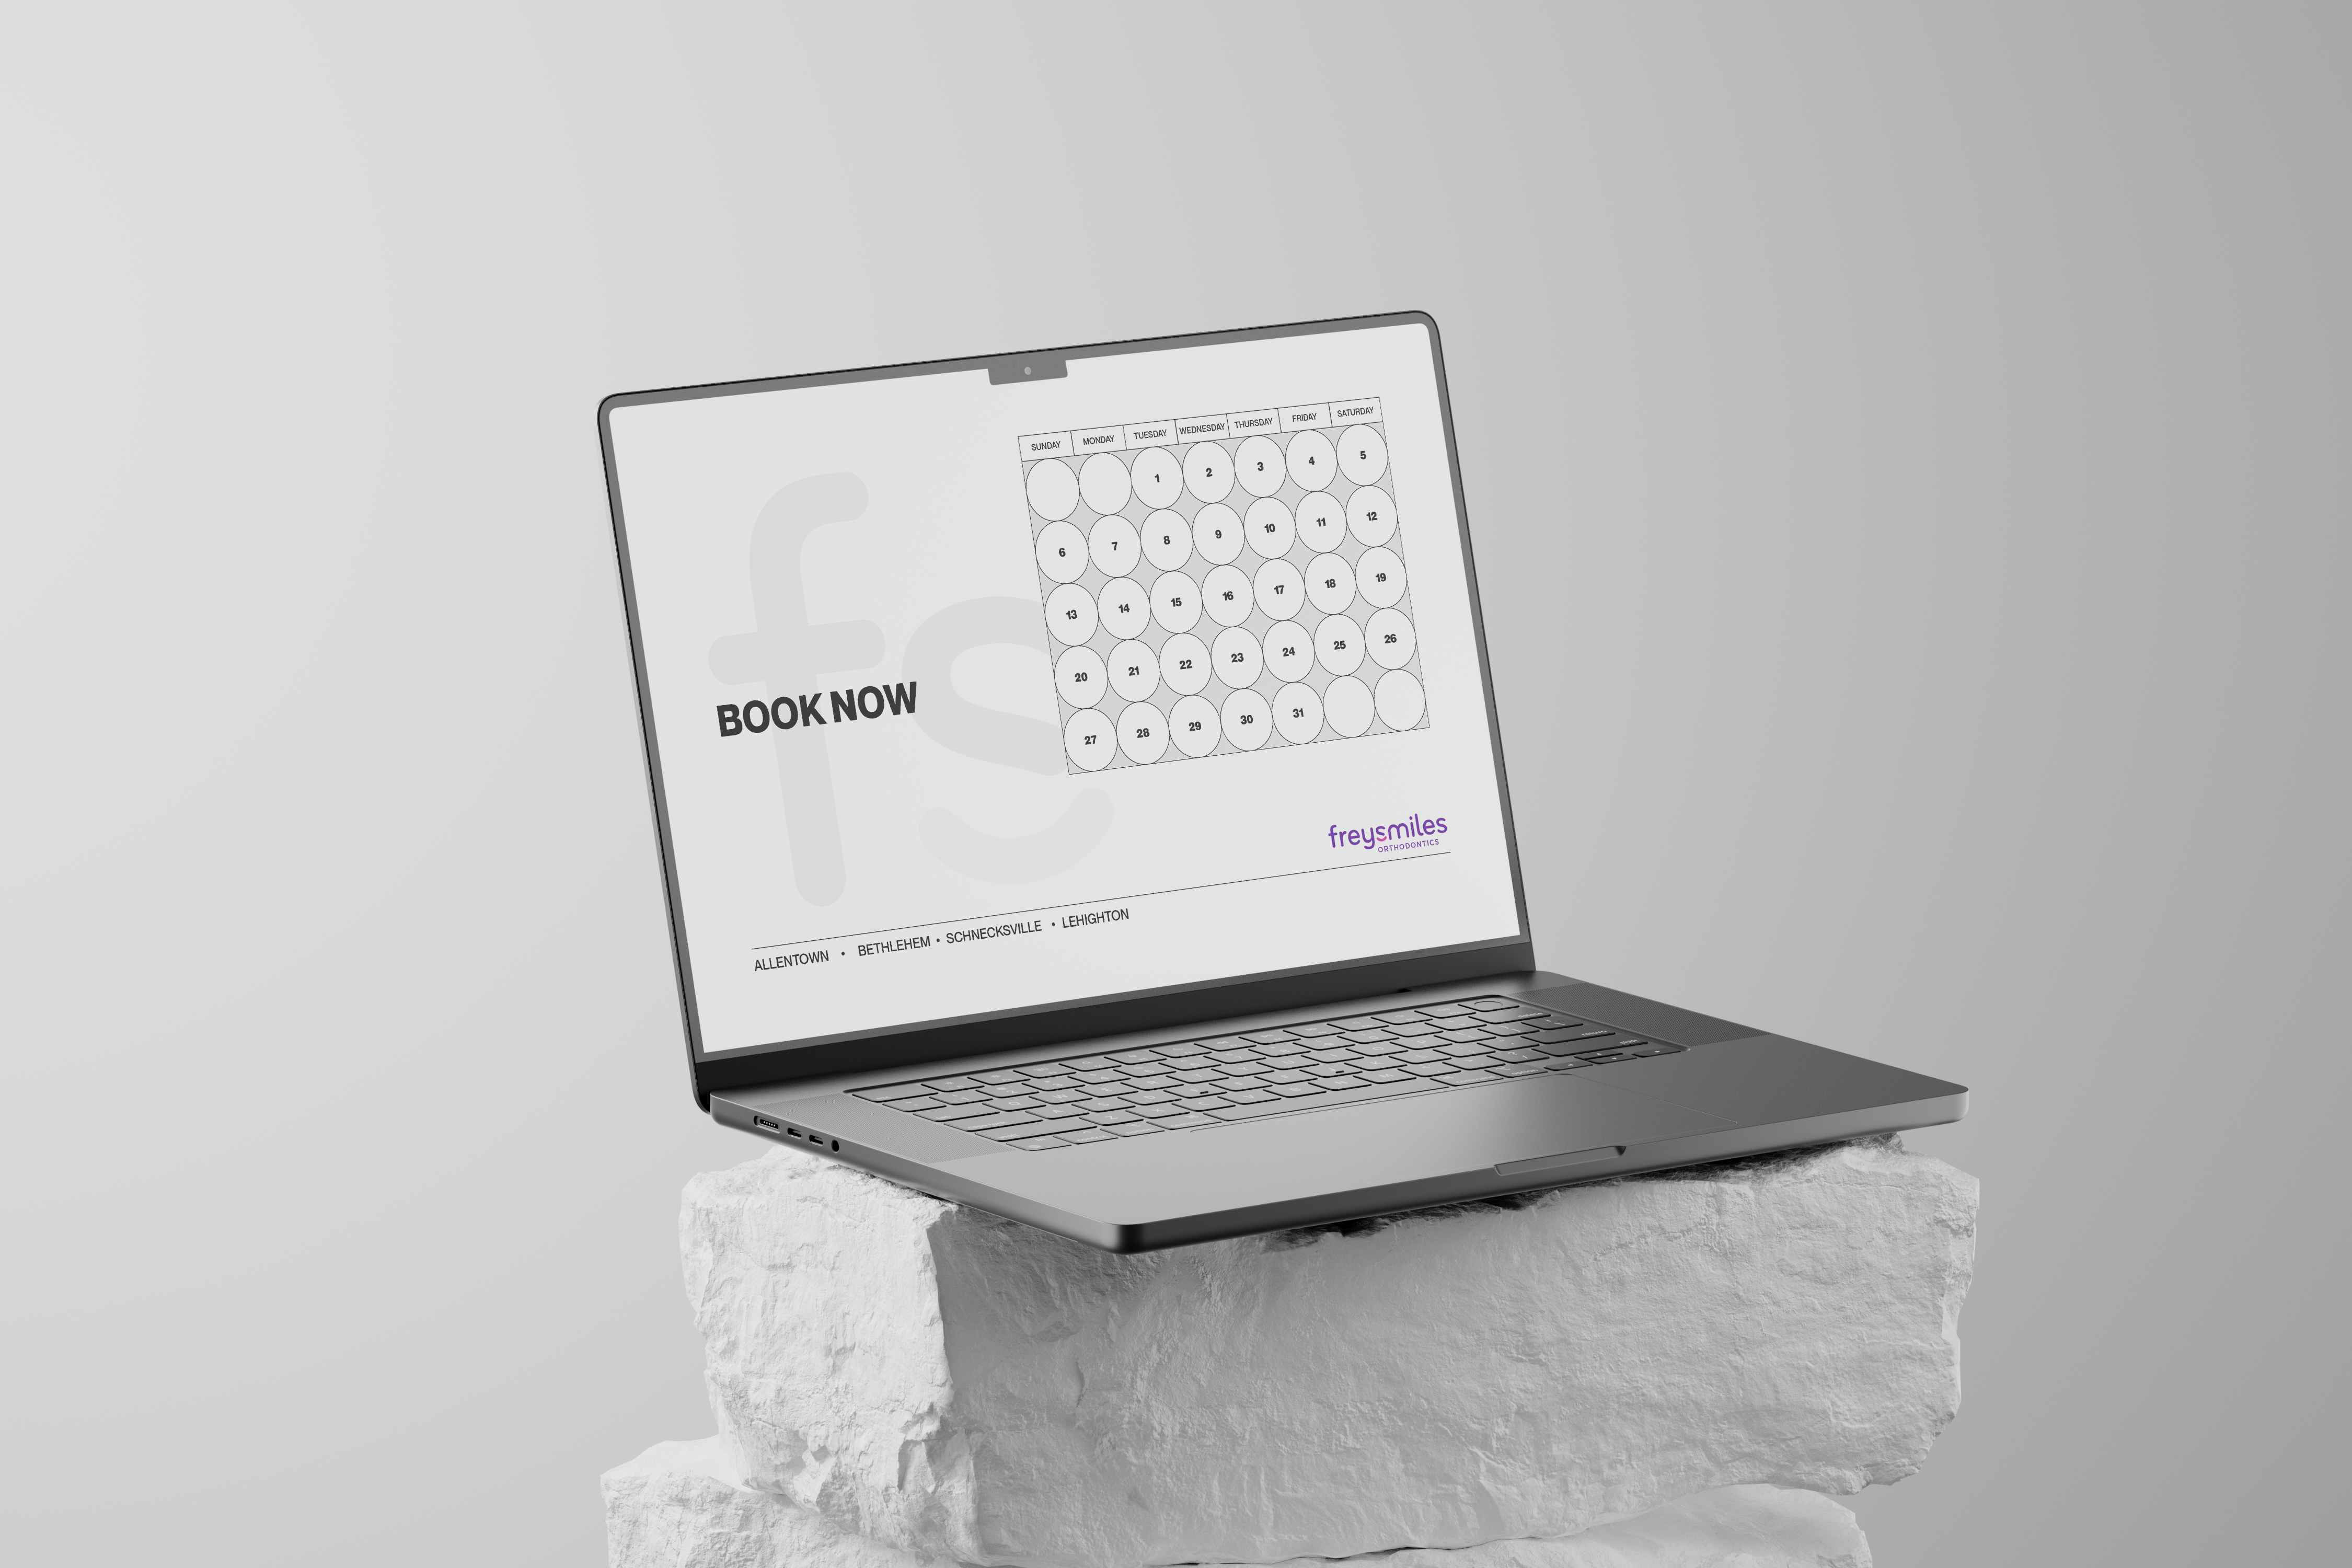 SUNDAY MONDAY TUESDAY WEDNESDAY THURSDAY FRIDAY SATURDAY
1 2 3 4 5
6 7 8 9 10 11 12
13 14 15 16 17 18 19
20 21 22 23 24 25 26
27 28 29 30 31
fs
BOOK NOW
freysmiles
ORTHODONTICS
ALLENTOWN • BETHLEHEM • SCHNECKSVILLE • LEHIGHTON